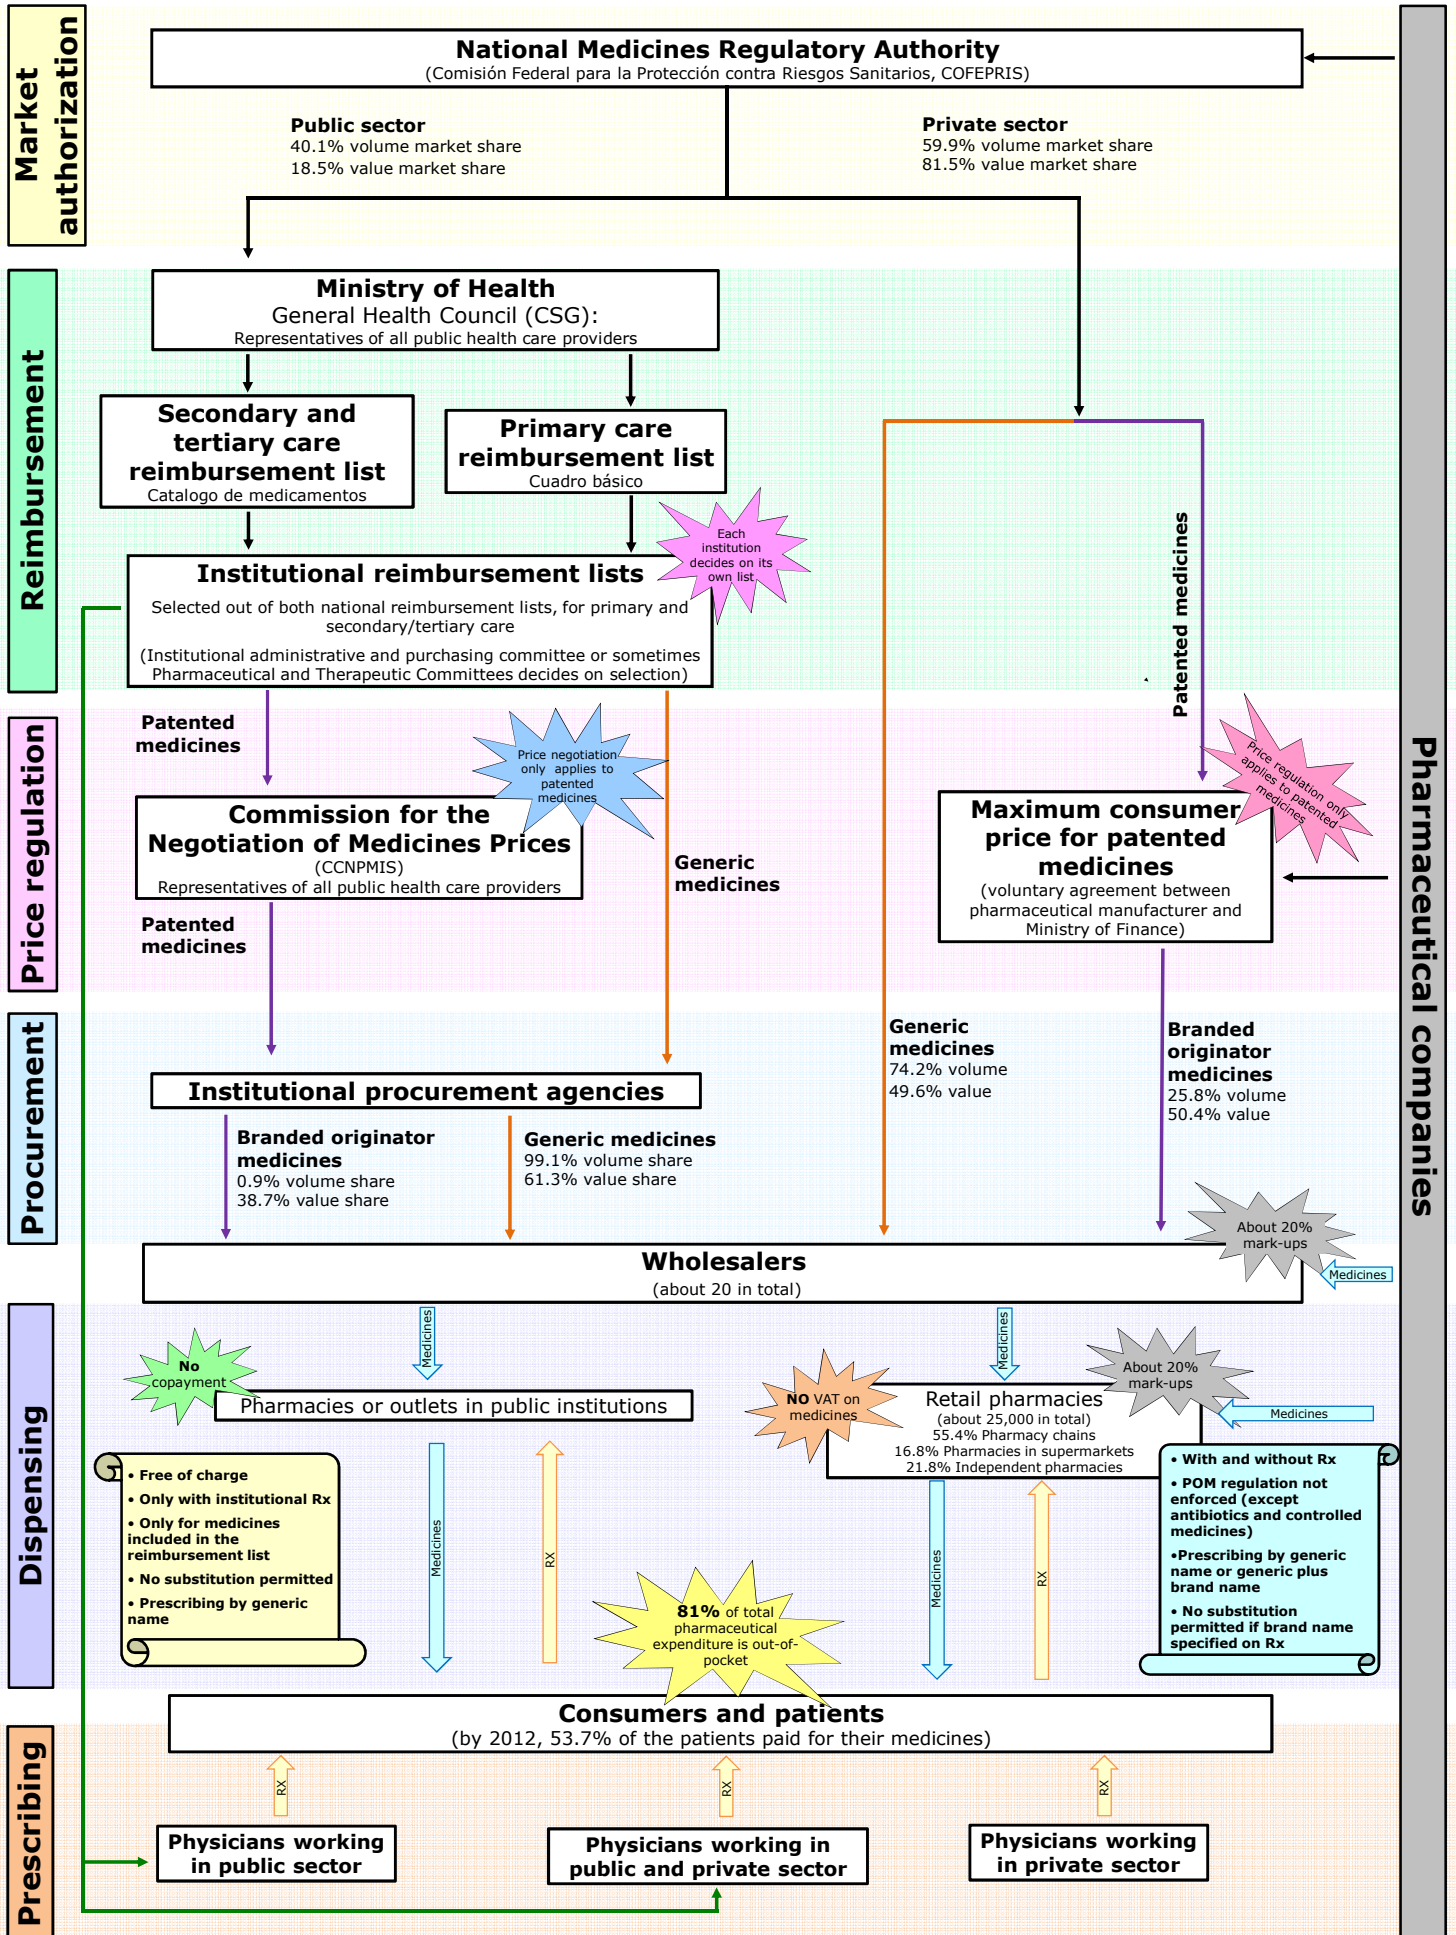 Market
authorization
National Medicines Regulatory Authority
(Comisión Federal para la Protección contra Riesgos Sanitarios, COFEPRIS)
Public sector
40.1% volume market share
18.5% value market share
Private sector
59.9% volume market share
81.5% value market share
Pharmaceutical companies
Reimbursement
Ministry of Health
General Health Council (CSG):
Representatives of all public health care providers
Secondary and
tertiary care
reimbursement list
Catalogo de medicamentos
Primary care
reimbursement list
Cuadro básico
Each
institution
decides on its
own list
Institutional reimbursement lists
Selected out of both national reimbursement lists, for primary and
secondary/tertiary care
(Institutional administrative and purchasing committee or sometimes
Pharmaceutical and Therapeutic Committees decides on selection)
Patented medicines
Price regulation
Patented
medicines
Price negotiation
only applies to
patented
medicines
Commission for the
Negotiation of Medicines Prices
(CCNPMIS)
Representatives of all public health care providers
Generic
medicines
Patented
medicines
Price regulation only
applies to patented
medicines
Maximum consumer
price for patented
medicines
(voluntary agreement between
pharmaceutical manufacturer and
Ministry of Finance)
Procurement
Institutional procurement agencies
Branded originator
medicines
0.9% volume share
38.7% value share
Generic medicines
99.1% volume share
61.3% value share
Generic
medicines
74.2% volume
49.6% value
Branded
originator
medicines
25.8% volume
50.4% value
About 20%
mark-ups
Wholesalers
(about 20 in total)
Medicines
Dispensing
Medicines
Medicines
No
copayment
Pharmacies or outlets in public institutions
NO VAT on
medicines
Retail pharmacies
(about 25,000 in total)
55.4% Pharmacy chains
16.8% Pharmacies in supermarkets
21.8% Independent pharmacies
About 20%
mark-ups
Medicines
• Free of charge
• Only with institutional Rx
• Only for medicines
included in the
reimbursement list
• No substitution permitted
• Prescribing by generic
name
Medicines
RX
81% of total
pharmaceutical
expenditure is out-of-
pocket
Medicines
RX
• With and without Rx
• POM regulation not
enforced (except
antibiotics and controlled
medicines)
•Prescribing by generic
name or generic plus
brand name
• No substitution
permitted if brand name
specified on Rx
Consumers and patients
(by 2012, 53.7% of the patients paid for their medicines)
Prescribing
RX
RX
RX
Physicians working
in public sector
Physicians working in
public and private sector
Physicians working
in private sector